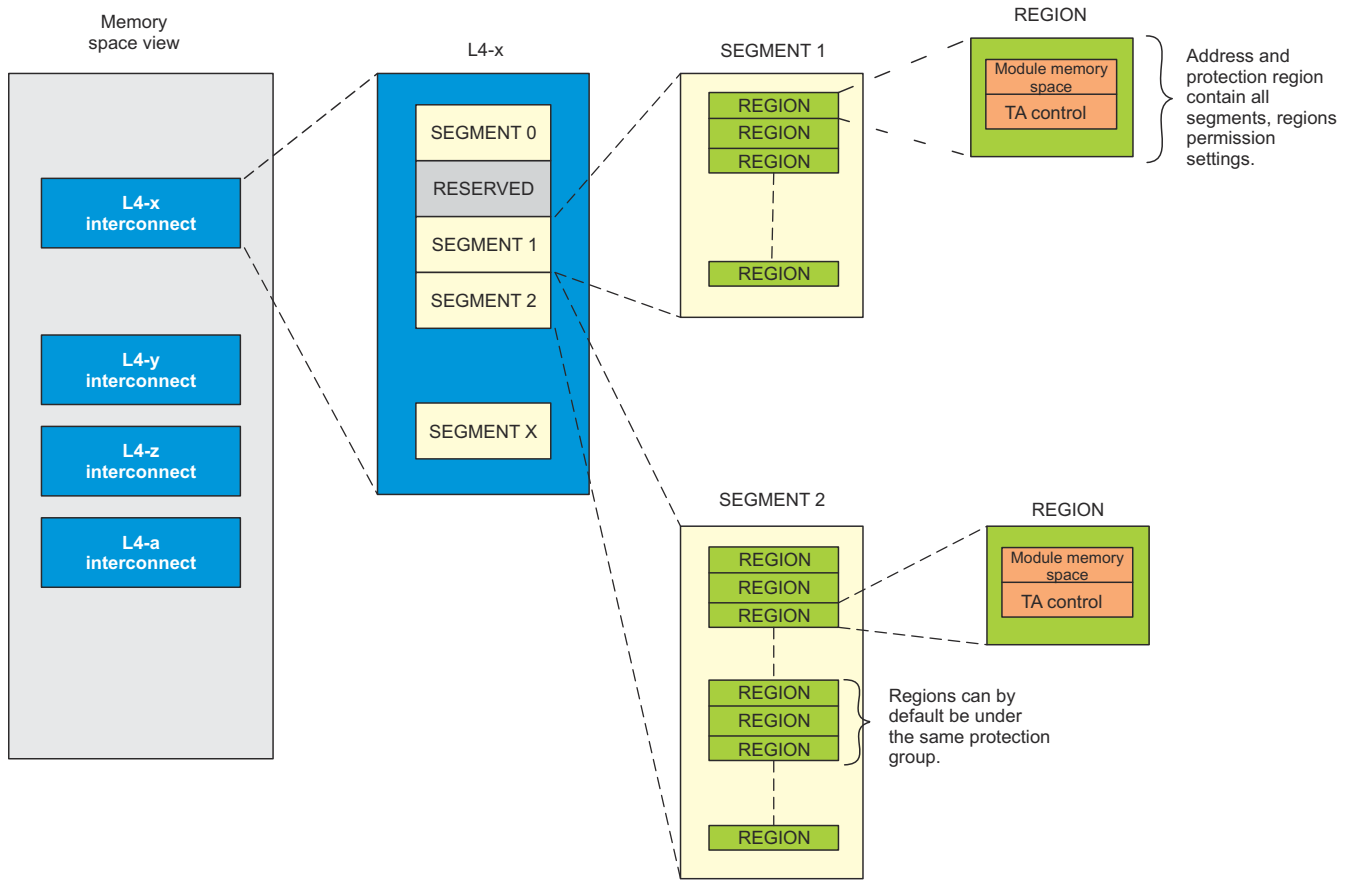 Memory
space view
L4-x
interconnect
L4-y
interconnect
L4-z
interconnect
L4-a
interconnect
L4-x
SEGMENT 0
RESERVED
SEGMENT 1
SEGMENT 2
SEGMENT X
SEGMENT 1
REGION
REGION
REGION
REGION
REGION
Module memory
space
TA control
Address and
protection region
contain all
segments, regions
permission
settings.
SEGMENT 2
REGION
REGION
REGION
REGION
REGION
REGION
REGION
REGION
Module memory
space
TA control
Regions can by
default be under
the same protection
group.